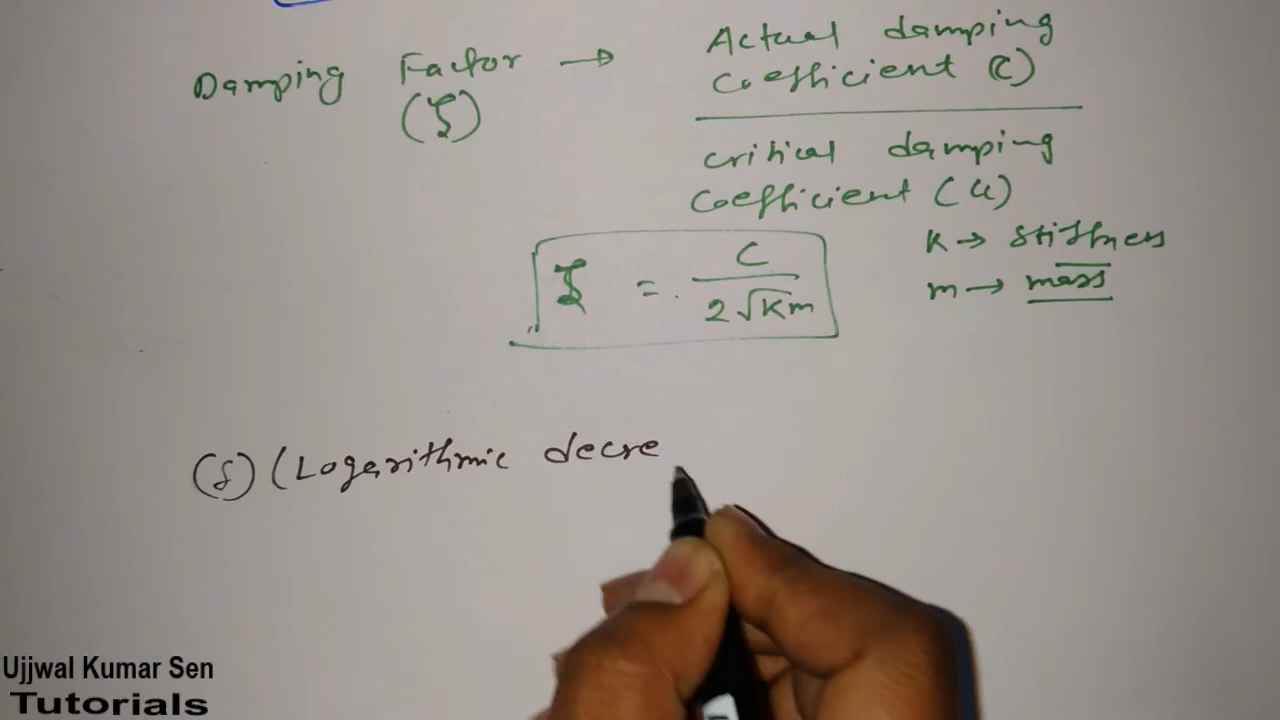 Damping Factor → Actual damping
(ζ) coefficient (C)
critical damping
coefficient (Cc)
K → stiffness
m → mass
ζ = C / 2√Km
(δ) (Logarithmic decre
Ujjwal Kumar Sen
Tutorials